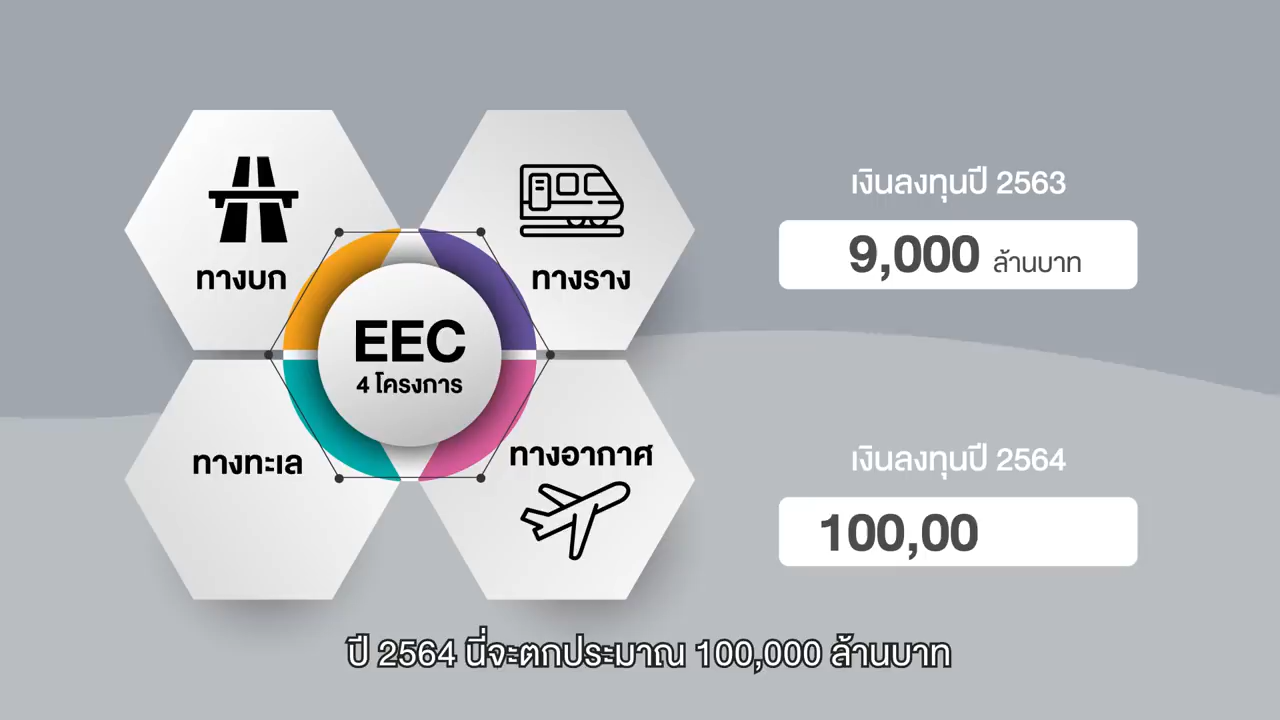 ทางบก
ทางราง
EEC
4 โครงการ
ทางทะเล
ทางอากาศ
เงินลงทุนปี 2563
9,000 ล้านบาท
เงินลงทุนปี 2564
100,00
ปี 2564 นี่จะตกประมาณ 100,000 ล้านบาท